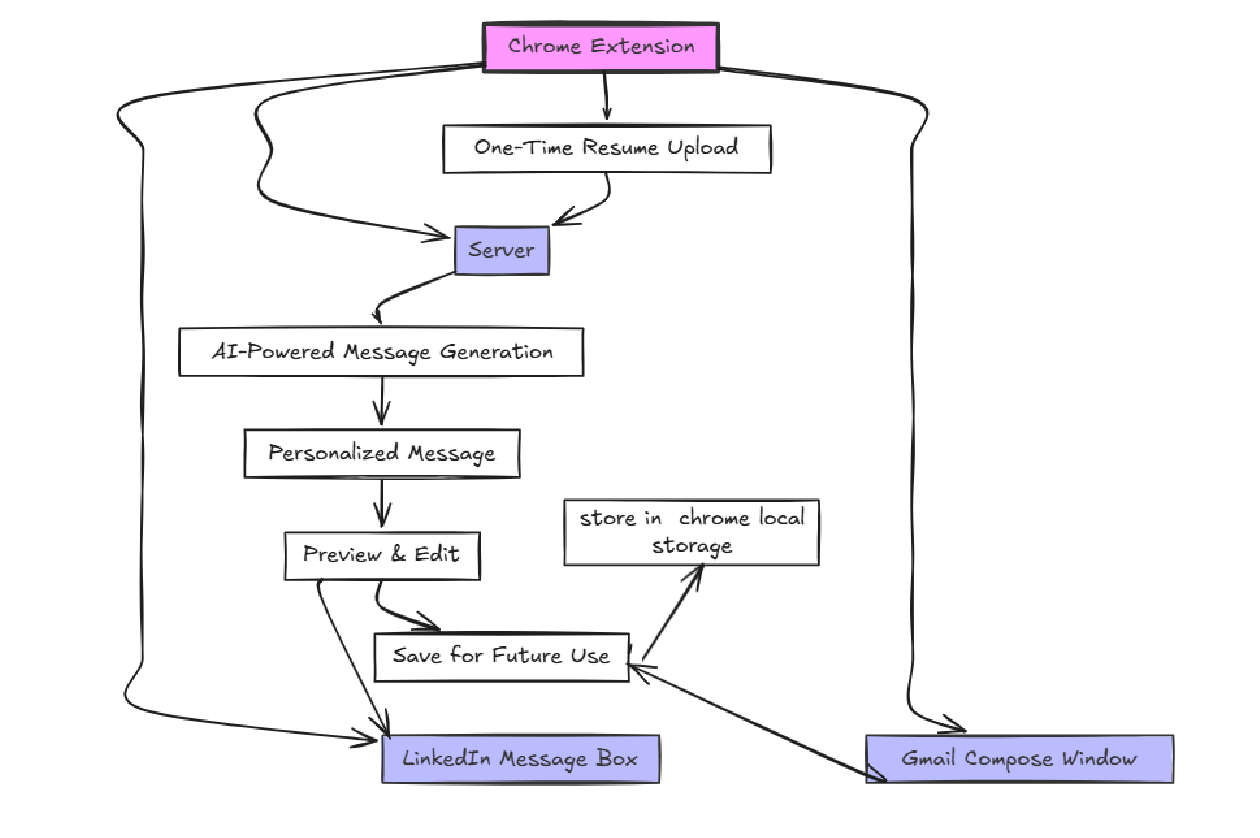 Chrome Extension
One-Time Resume Upload
Server
AI-Powered Message Generation
Personalized Message
store in chrome local
storage
Preview & Edit
Save for Future Use
LinkedIn Message Box
Gmail Compose Window